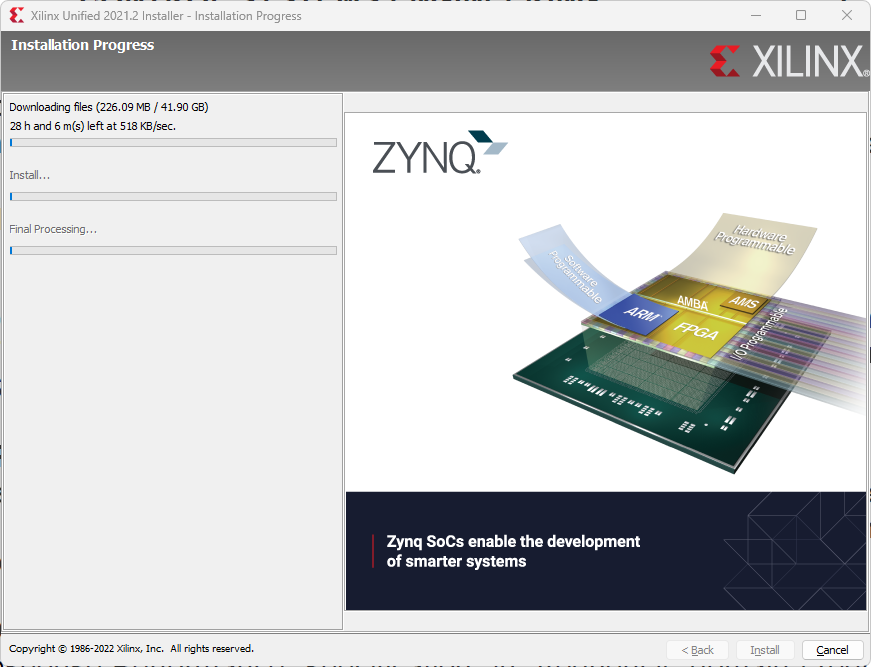 Xilinx Unified 2021.2 Installer - Installation Progress
Installation Progress
XILINX®
Downloading files (226.09 MB / 41.90 GB)
28 h and 6 m(s) left at 518 KB/sec.
Install...
Final Processing...
ZYNQ®
Hardware
Programmable
Software
Programmable
AMBA
AMS
ARM™
FPGA
I/O Programmable
Zynq SoCs enable the development
of smarter systems
Copyright © 1986-2022 Xilinx, Inc. All rights reserved.
< Back
Install
Cancel